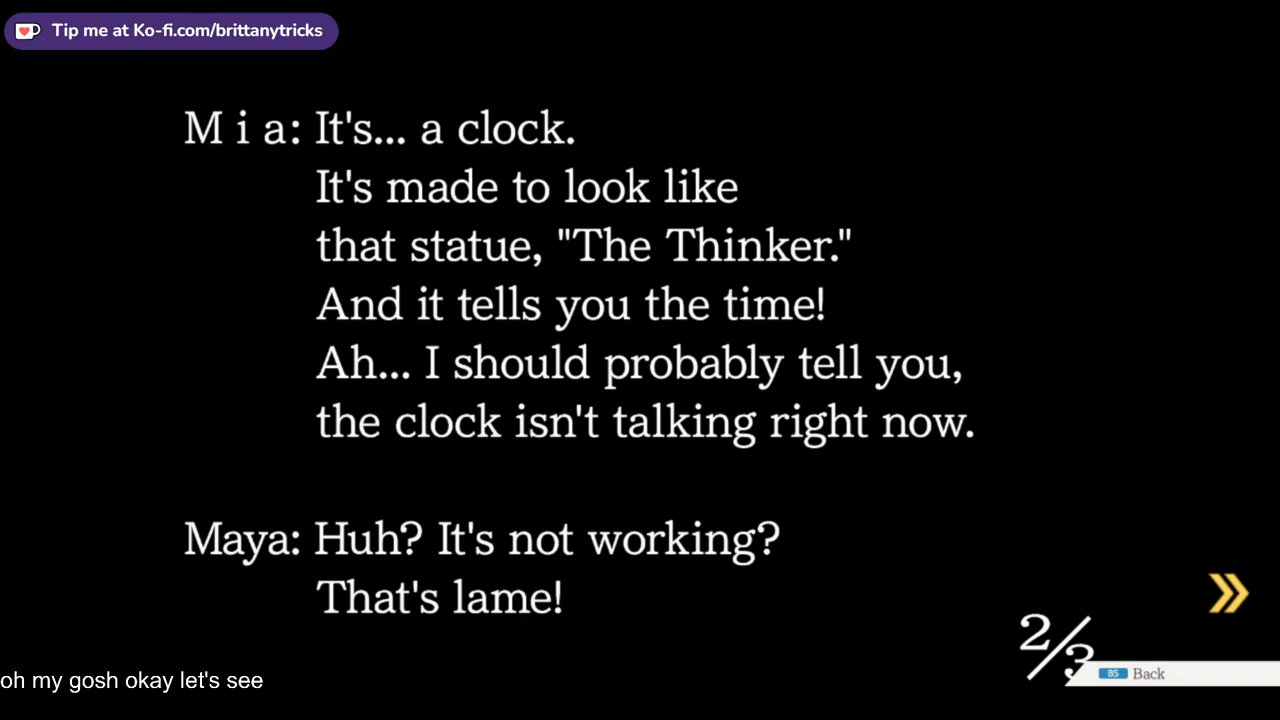 Tip me at Ko-fi.com/brittanytricks
M i a: It's... a clock.
It's made to look like
that statue, "The Thinker."
And it tells you the time!
Ah... I should probably tell you,
the clock isn't talking right now.
Maya: Huh? It's not working?
That's lame!
2/3
BS Back
oh my gosh okay let's see